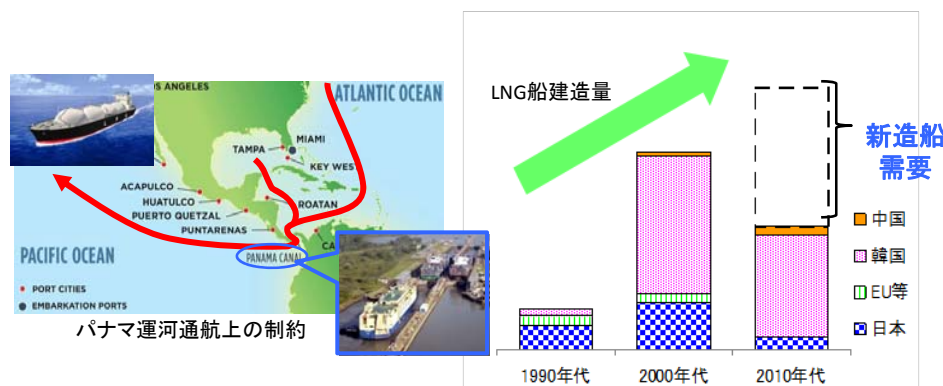 OS ANGELES
ATLANTIC OCEAN
MIAMI
TAMPA
KEY WEST
ACAPULCO
HUATULCO
ROATAN
PUERTO QUETZAL
PUNTARENAS
CA
PACIFIC OCEAN
PANAMA CANAL
PORT CITIES
EMBARKATION PORTS
パナマ運河通航上の制約
LNG船建造量
新造船
需要
中国
韓国
EU等
日本
1990年代
2000年代
2010年代